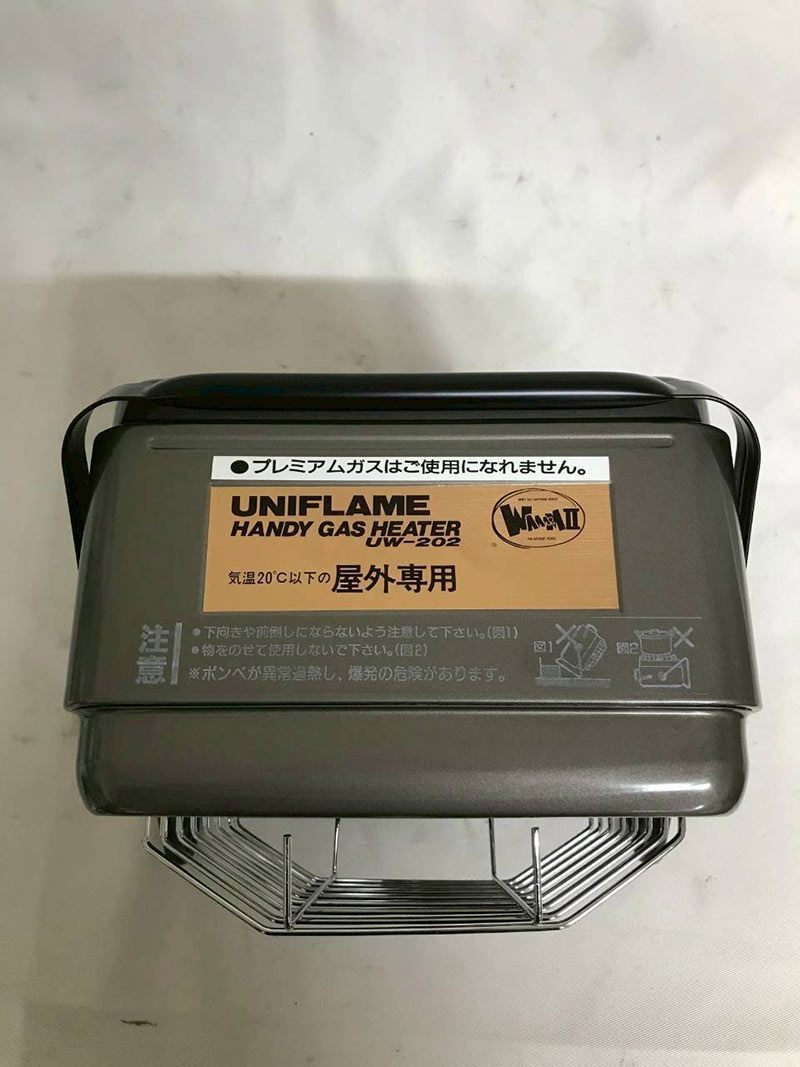 ●プレミアムガスはご使用になれません。
UNIFLAME
HANDY GAS HEATER
UW-202
WARM II
気温20℃以下の屋外専用
注意
●下向きや前倒しにならないよう注意して下さい。(図1)
●物をのせて使用しないで下さい。(図2)
※ボンベが異常過熱し、爆発の危険があります。
図1
図2